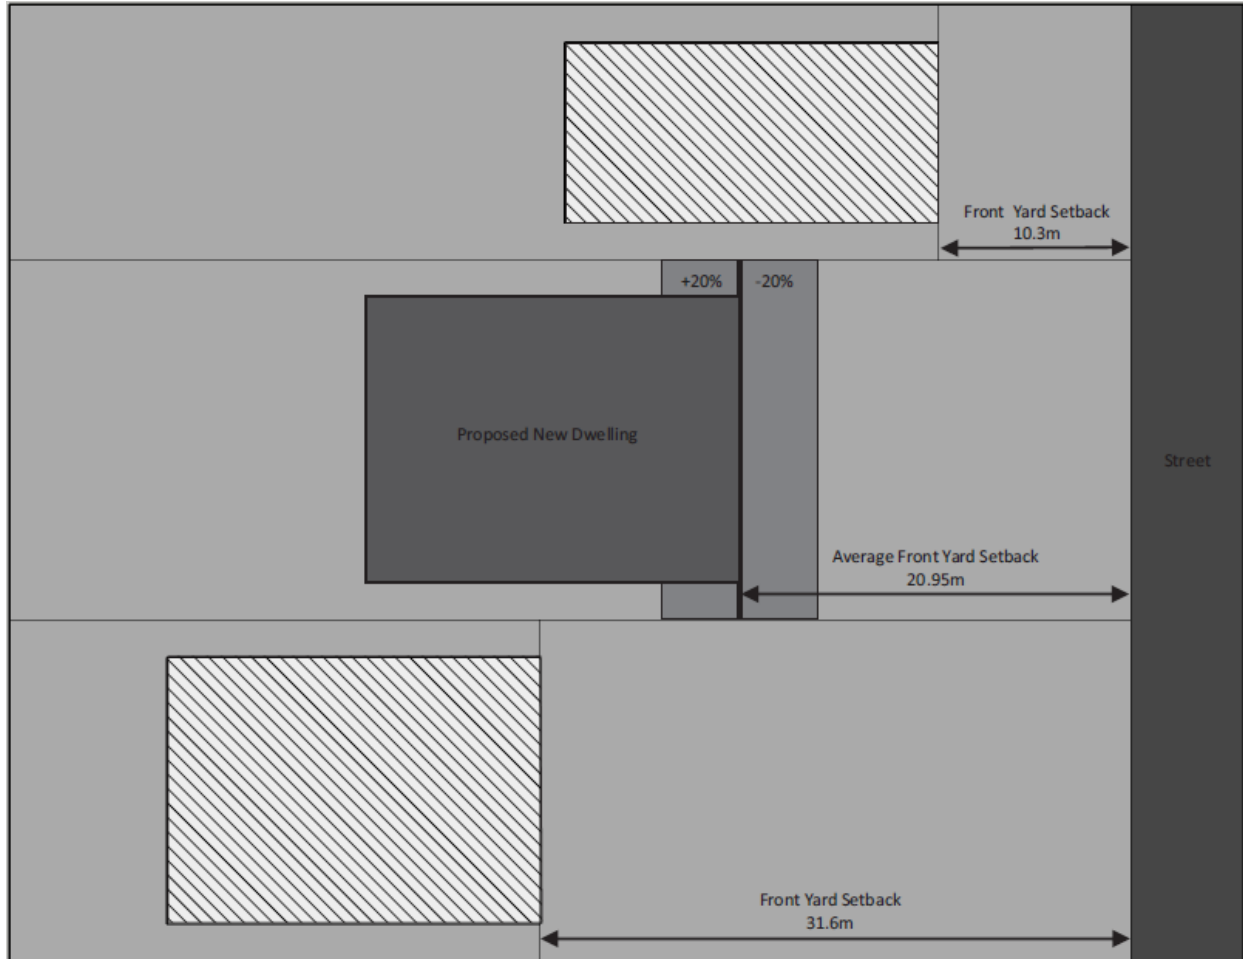 Front Yard Setback
10.3m
+20% -20%
Proposed New Dwelling
Street
Average Front Yard Setback
20.95m
Front Yard Setback
31.6m